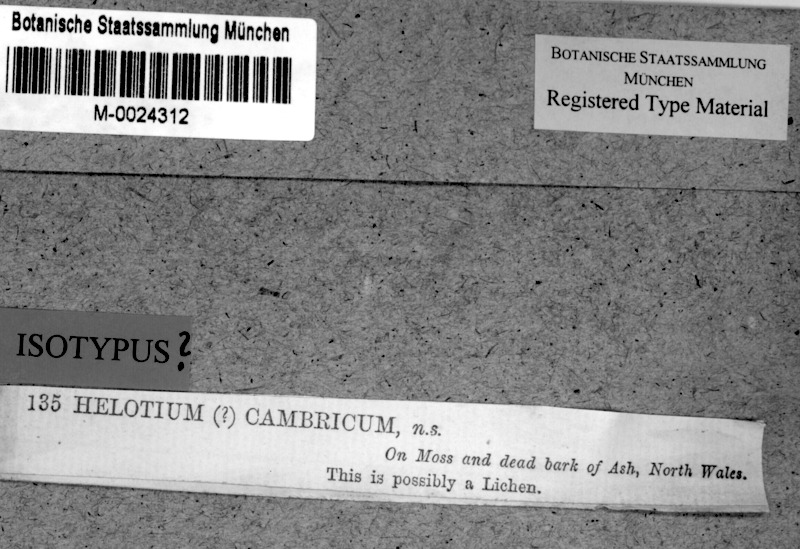 Botanische Staatssammlung München
M-0024312
BOTANISCHE STAATSSAMMLUNG
MÜNCHEN
Registered Type Material
ISOTYPUS?
135 HELOTIUM (?) CAMBRICUM, n.s.
On Moss and dead bark of Ash, North Wales.
This is possibly a Lichen.